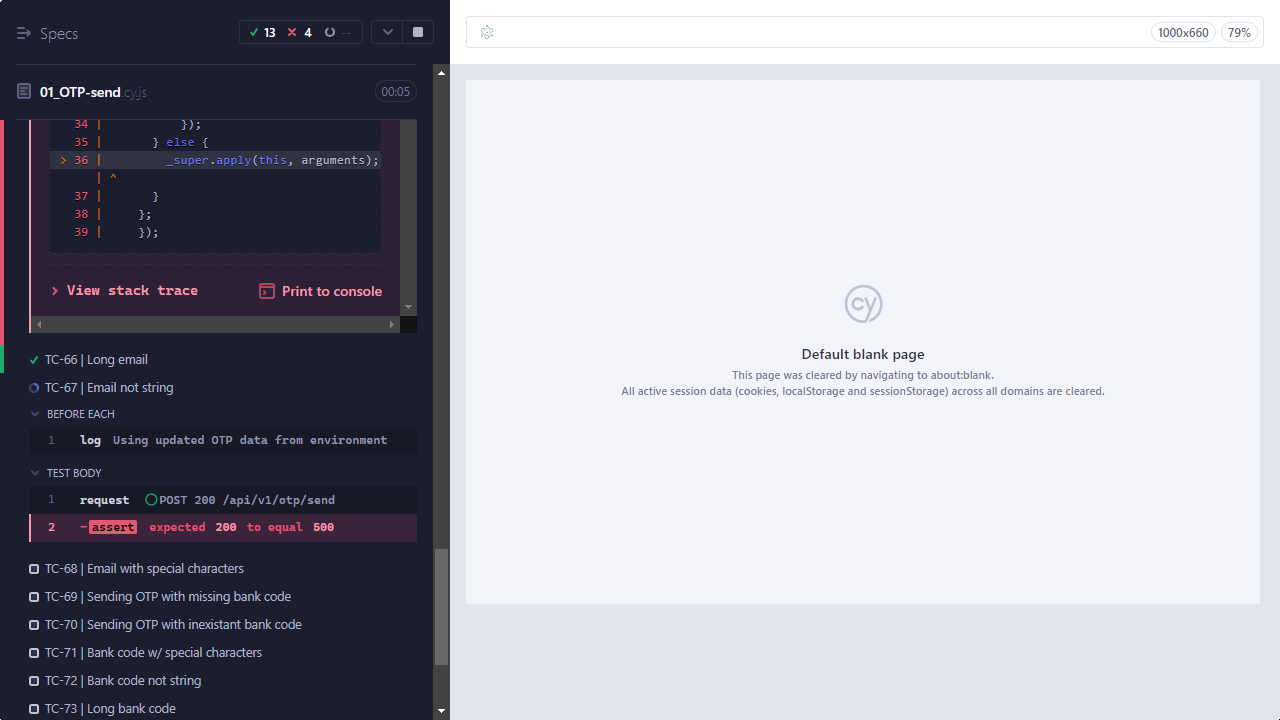 Specs
13
4
--
01_OTP-send.cy.js
00:05
34 | });
35 | } else {
> 36 | _super.apply(this, arguments);
| ^
37 | }
38 | };
39 | });
> View stack trace
Print to console
TC-66 | Long email
TC-67 | Email not string
BEFORE EACH
1 log Using updated OTP data from environment
TEST BODY
1 request POST 200 /api/v1/otp/send
2 -assert expected 200 to equal 500
TC-68 | Email with special characters
TC-69 | Sending OTP with missing bank code
TC-70 | Sending OTP with inexistant bank code
TC-71 | Bank code w/ special characters
TC-72 | Bank code not string
TC-73 | Long bank code
1000x660
79%
cy
Default blank page
This page was cleared by navigating to about:blank.
All active session data (cookies, localStorage and sessionStorage) across all domains are cleared.